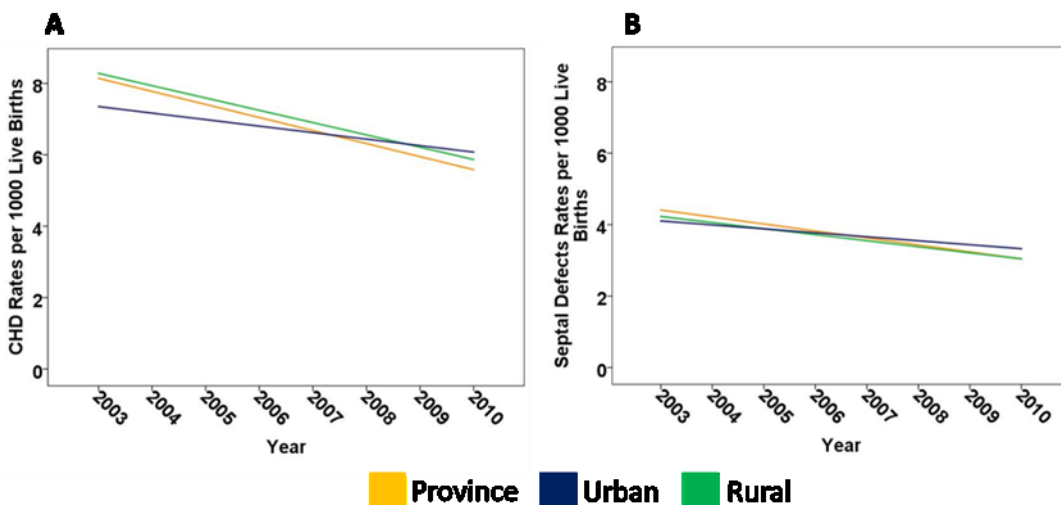 A
CHD Rates per 1000 Live Births
8
6
4
2
0
2003 2004 2005 2006 2007 2008 2009 2010
Year
B
Septal Defects Rates per 1000 Live
Births
8
6
4
2
0
2003 2004 2005 2006 2007 2008 2009 2010
Year
Province Urban Rural